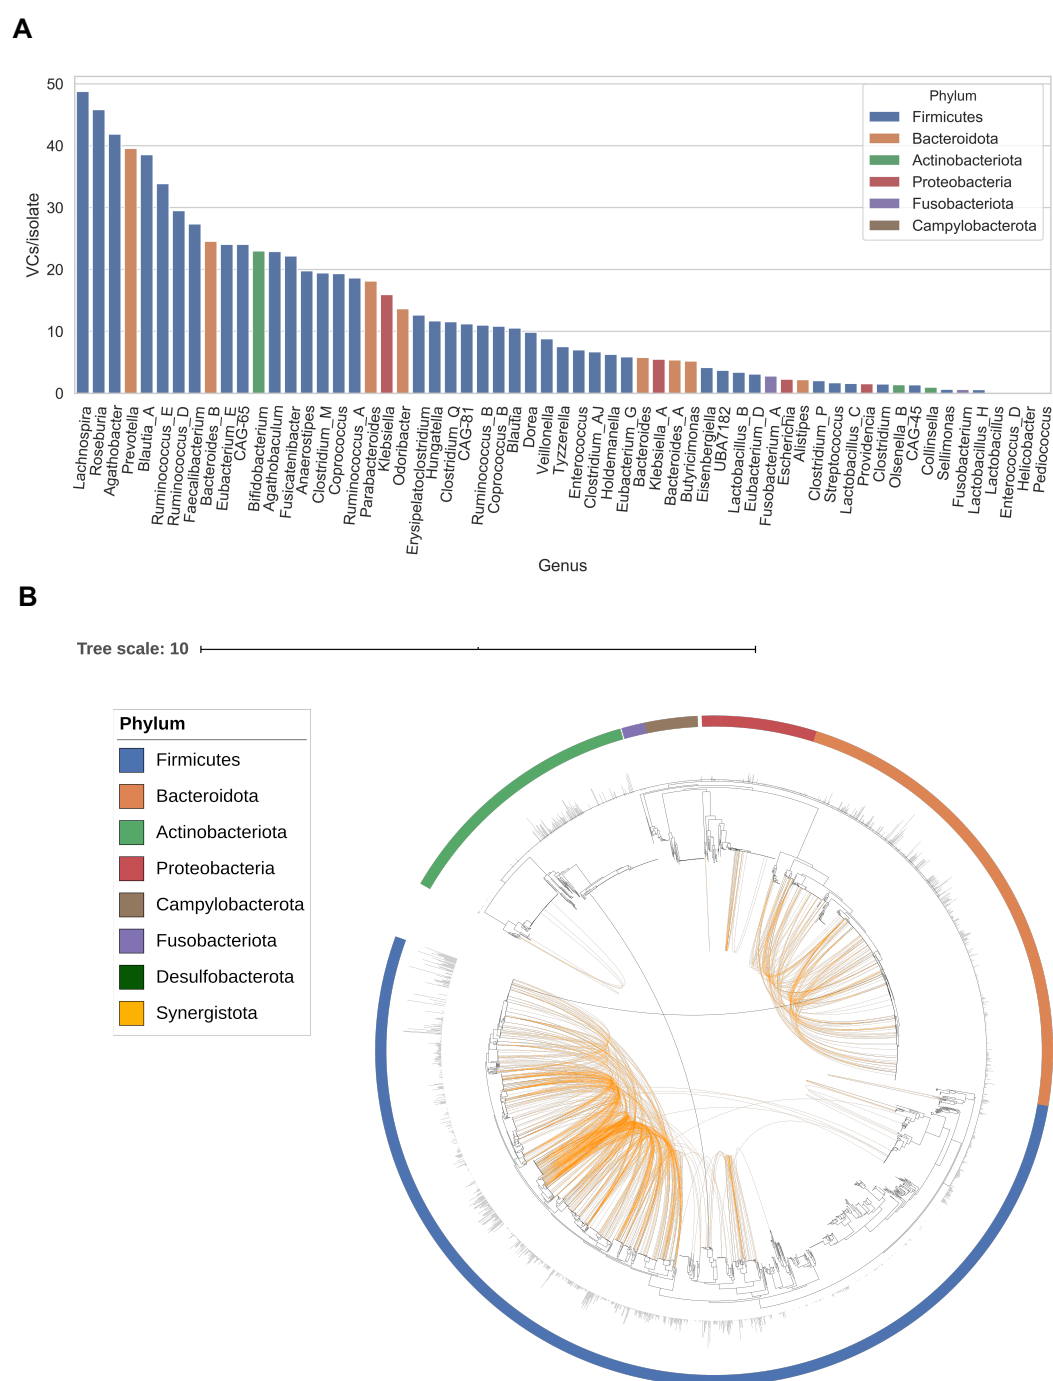 A
50
40
30
20
10
0
VCs/isolate
Phylum
Firmicutes
Bacteroidota
Actinobacteriota
Proteobacteria
Fusobacteriota
Campylobacterota
Lachnospira
Roseburia
Agathobacter
Prevotella
Blautia_A
Ruminococcus_E
Ruminococcus_D
Faecalibacterium
Bacteroides_B
Eubacterium_E
CAG-65
Bifidobacterium
Agathobaculum
Fusicatenibacter
Anaerostipes
Clostridium_M
Coprococcus
Ruminococcus_A
Parabacteroides
Klebsiella
Odoribacter
Erysipelatoclostridium
Hungatella
Clostridium_Q
CAG-81
Ruminococcus_B
Coprococcus_B
Blautia
Dorea
Veillonella
Tyzzerella
Enterococcus
Clostridium_AJ
Holdemanella
Eubacterium_G
Bacteroides
Klebsiella_A
Bacteroides_A
Butyricimonas
Eisenbergiella
UBA7182
Lactobacillus_B
Eubacterium_D
Fusobacterium_A
Escherichia
Alistipes
Clostridium_P
Streptococcus
Lactobacillus_C
Providencia
Clostridium
Olsenella_B
CAG-45
Collinsella
Sellimonas
Fusobacterium
Lactobacillus_H
Lactobacillus
Enterococcus_D
Helicobacter
Pediococcus
Genus
B
Tree scale: 10
Phylum
Firmicutes
Bacteroidota
Actinobacteriota
Proteobacteria
Campylobacterota
Fusobacteriota
Desulfobacterota
Synergistota